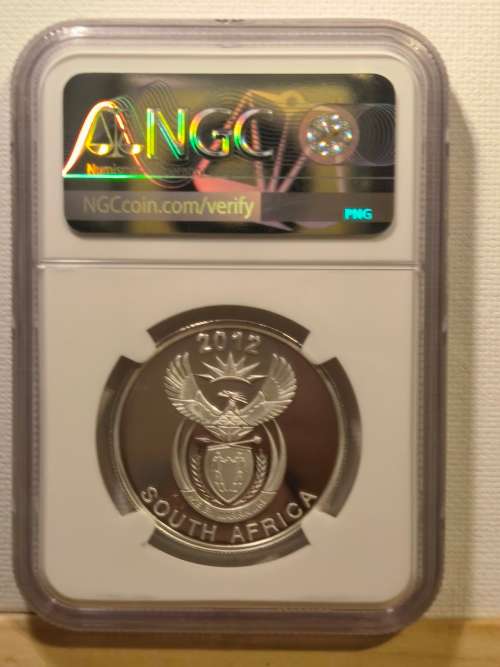 NGC
NGCcoin.com/verify
PNG
2012
SOUTH AFRICA